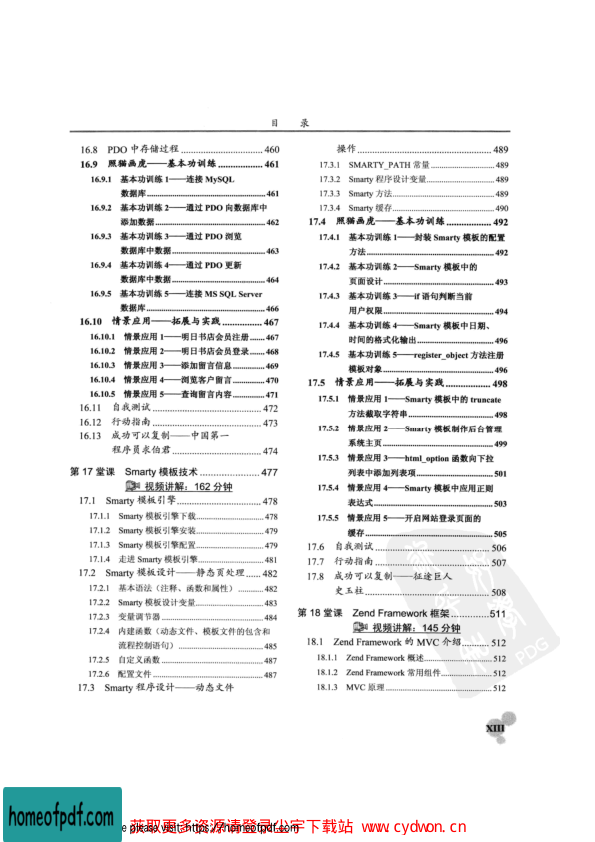 目 录
16.8 PDO 中存储过程 460
16.9 照猫画虎——基本功训练 461
16.9.1 基本功训练 1——连接 MySQL
数据库 461
16.9.2 基本功训练 2——通过 PDO 向数据库中
添加数据 462
16.9.3 基本功训练 3——通过 PDO 浏览
数据库中数据 463
16.9.4 基本功训练 4——通过 PDO 更新
数据库中数据 464
16.9.5 基本功训练 5——连接 MS SQL Server
数据库 466
16.10 情景应用——拓展与实践 467
16.10.1 情景应用 1——明日书店会员注册 467
16.10.2 情景应用 2——明日书店会员登录 468
16.10.3 情景应用 3——添加留言信息 469
16.10.4 情景应用 4——浏览客户留言 470
16.10.5 情景应用 5——查询留言内容 471
16.11 自我测试 472
16.12 行动指南 473
16.13 成功可以复制——中国第一
程序员求伯君 474
第 17 堂课 Smarty 模板技术 477
视频讲解：162 分钟
17.1 Smarty 模板引擎 478
17.1.1 Smarty 模板引擎下载 478
17.1.2 Smarty 模板引擎安装 479
17.1.3 Smarty 模板引擎配置 479
17.1.4 走进 Smarty 模板引擎 481
17.2 Smarty 模板设计——静态页处理 482
17.2.1 基本语法（注释、函数和属性） 482
17.2.2 Smarty 模板设计变量 483
17.2.3 变量调节器 484
17.2.4 内建函数（动态文件、模板文件的包含和
流程控制语句） 485
17.2.5 自定义函数 487
17.2.6 配置文件 487
17.3 Smarty 程序设计——动态文件
操作 489
17.3.1 SMARTY_PATH 常量 489
17.3.2 Smarty 程序设计变量 489
17.3.3 Smarty 方法 489
17.3.4 Smarty 缓存 490
17.4 照猫画虎——基本功训练 492
17.4.1 基本功训练 1——封装 Smarty 模板的配置
方法 492
17.4.2 基本功训练 2——Smarty 模板中的
页面设计 493
17.4.3 基本功训练 3——if 语句判断当前
用户权限 494
17.4.4 基本功训练 4——Smarty 模板中日期、
时间的格式化输出 496
17.4.5 基本功训练 5——register_object 方法注册
模板对象 496
17.5 情景应用——拓展与实践 498
17.5.1 情景应用 1——Smarty 模板中的 truncate
方法截取字符串 498
17.5.2 情景应用 2——Smarty 模板制作后台管理
系统主页 499
17.5.3 情景应用 3——html_option 函数向下拉
列表中添加列表项 501
17.5.4 情景应用 4——Smarty 模板中应用正则
表达式 503
17.5.5 情景应用 5——开启网站登录页面的
缓存 505
17.6 自我测试 506
17.7 行动指南 507
17.8 成功可以复制——征途巨人
史玉柱 508
第 18 堂课 Zend Framework 框架 511
视频讲解：145 分钟
18.1 Zend Framework 的 MVC 介绍 512
18.1.1 Zend Framework 概述 512
18.1.2 Zend Framework 常用组件 512
18.1.3 MVC 原理 512
PDG
XIII
homeofpdf.com
please visit: https://homeofpdf.com
获取更多资源请登录公宇下载站 www.cydwon.cn